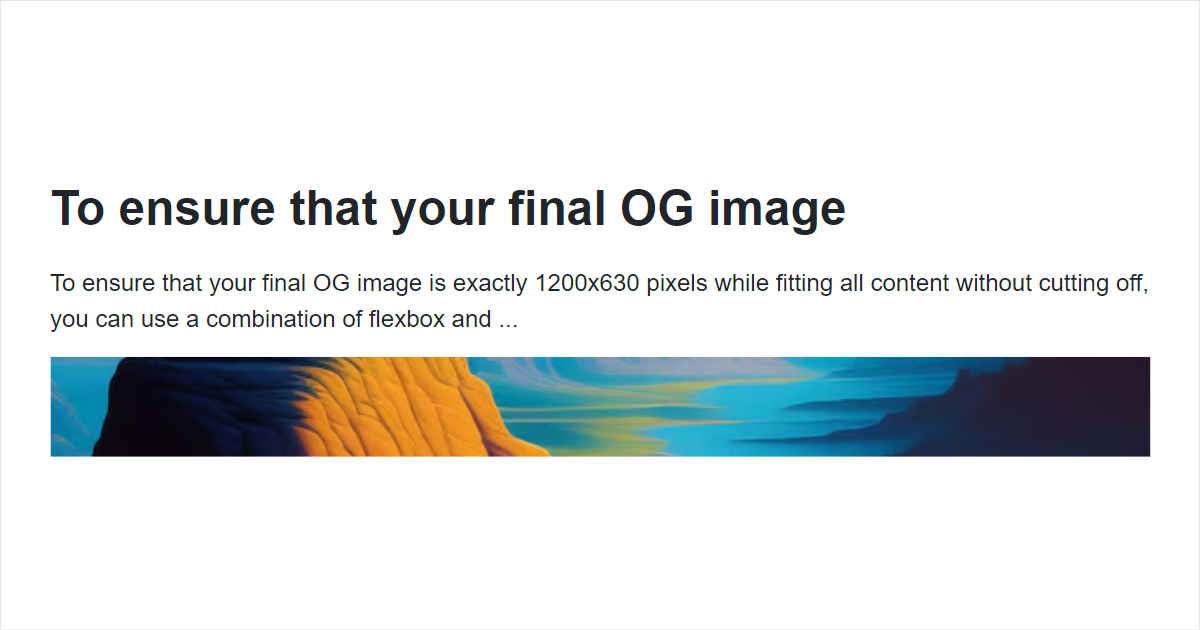 To ensure that your final OG image
To ensure that your final OG image is exactly 1200x630 pixels while fitting all content without cutting off,
you can use a combination of flexbox and ...